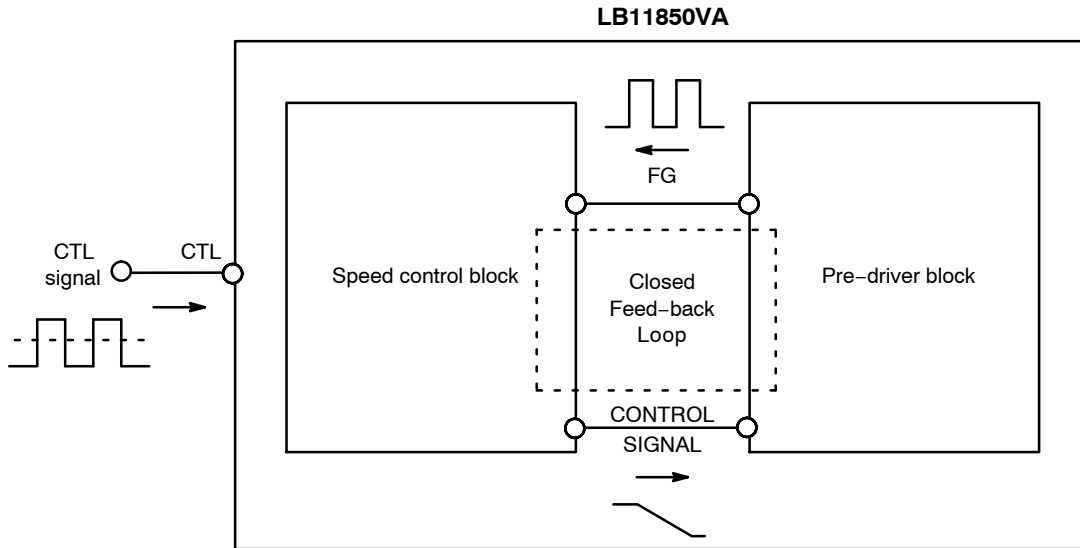 LB11850VA
FG
CTL
signal
CTL
Speed control block
Closed
Feed−back
Loop
Pre−driver block
CONTROL
SIGNAL